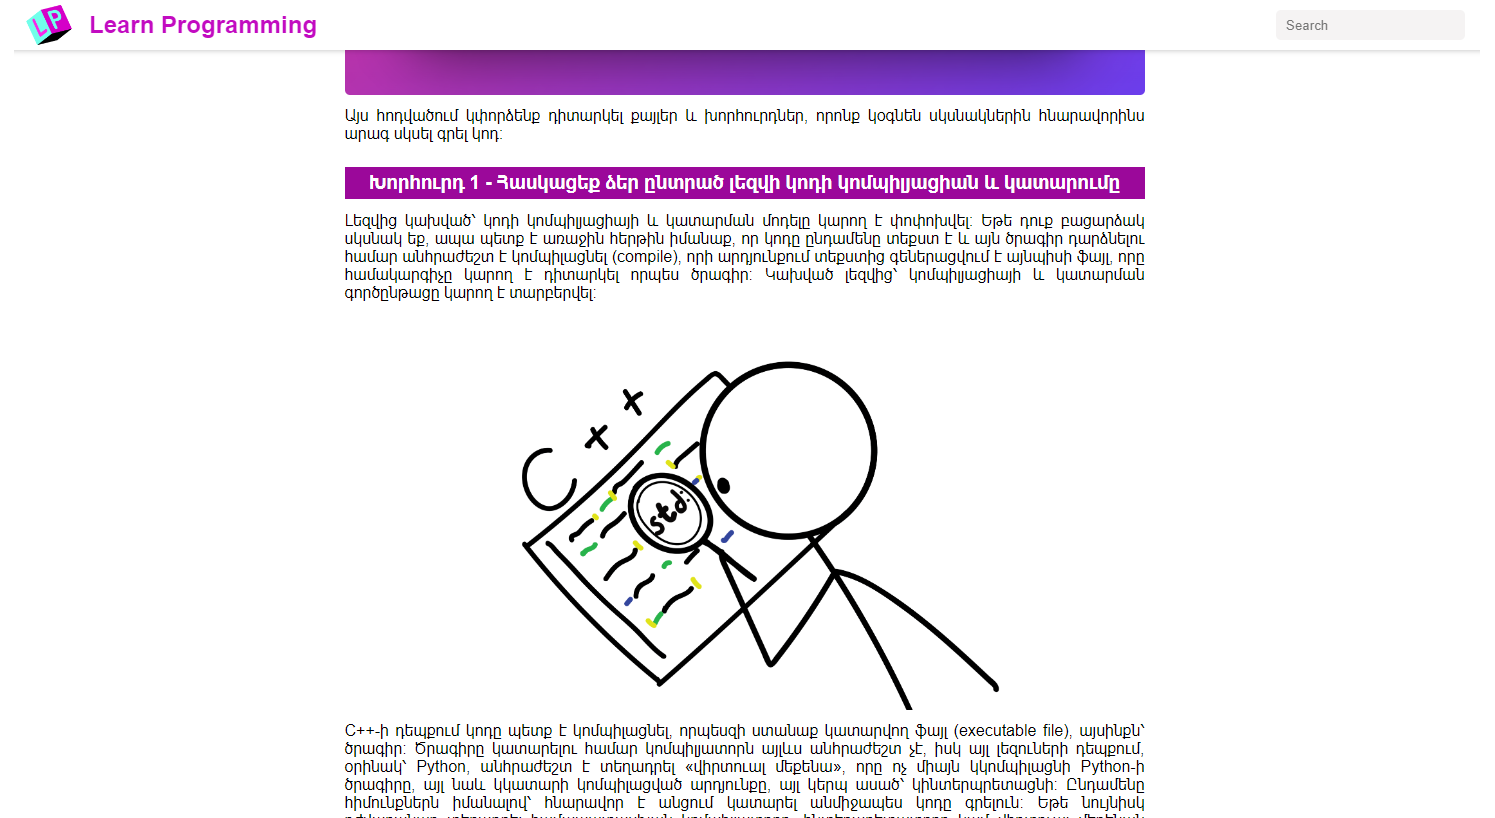 LP
Learn Programming
Search
Այս հոդվածում կփորձենք դիտարկել քայլեր և խորհուրդներ, որոնք կօգնեն սկսնակներին հնարավորինս
արագ սկսել գրել կոդ:
Խորհուրդ 1 - Հասկացեք ձեր ընտրած լեզվի կոդի կոմպիլյացիան և կատարումը
Լեզվից կախված՝ կոդի կոմպիլյացիայի և կատարման մոդելը կարող է փոփոխվել: Եթե դուք բացարձակ
սկսնակ եք, ապա պետք է առաջին հերթին իմանաք, որ կոդը ընդամենը տեքստ է և այն ծրագիր դարձնելու
համար անհրաժեշտ է կոմպիլացնել (compile), որի արդյունքում տեքստից գեներացվում է այնպիսի ֆայլ, որը
համակարգիչը կարող է դիտարկել որպես ծրագիր: Կախված լեզվից՝ կոմպիլյացիայի և կատարման
գործընթացը կարող է տարբերվել:
C++
std:
C++-ի դեպքում կոդը պետք է կոմպիլացնել, որպեսզի ստանաք կատարվող ֆայլ (executable file), այսինքն՝
ծրագիր: Ծրագիրը կատարելու համար կոմպիլյատորն այլևս անհրաժեշտ չէ, իսկ այլ լեզուների դեպքում,
օրինակ՝ Python, անհրաժեշտ է տեղադրել «վիրտուալ մեքենա», որը ոչ միայն կկոմպիլացնի Python-ի
ծրագիրը, այլ նաև կկատարի կոմպիլացված արդյունքը, այլ կերպ ասած՝ կինտերպրետացնի: Ընդամենը
հիմունքներն իմանալով՝ հնարավոր է անցում կատարել անմիջապես կոդը գրելուն: Եթե նույնիսկ